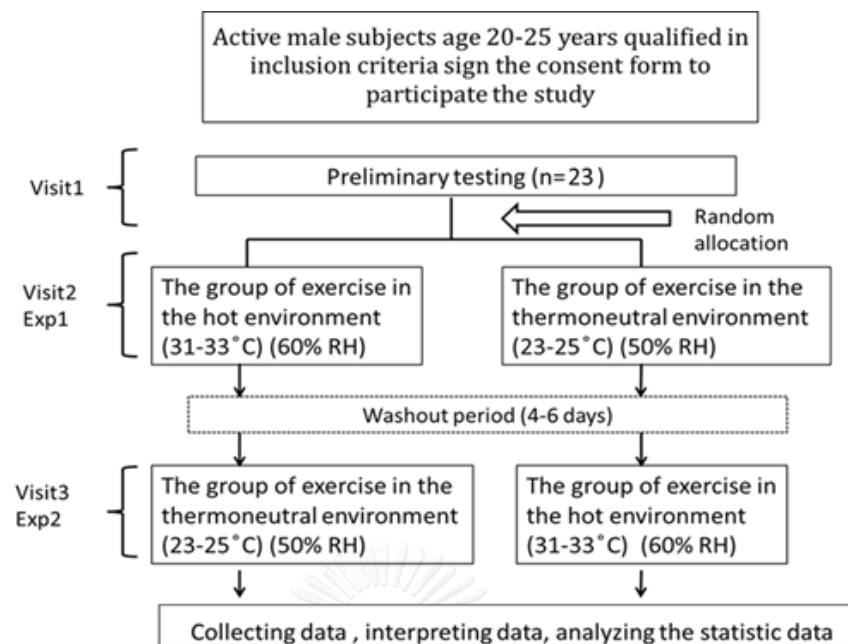 Active male subjects age 20-25 years qualified in
inclusion criteria sign the consent form to
participate the study
Visit1
Preliminary testing (n=23 )
Random
allocation
Visit2
Exp1
The group of exercise in
the hot environment
(31-33˚C) (60% RH)
The group of exercise in the
thermoneutral environment
(23-25˚C) (50% RH)
Washout period (4-6 days)
Visit3
Exp2
The group of exercise in the
thermoneutral environment
(23-25˚C) (50% RH)
The group of exercise in
the hot environment
(31-33˚C) (60% RH)
Collecting data , interpreting data, analyzing the statistic data